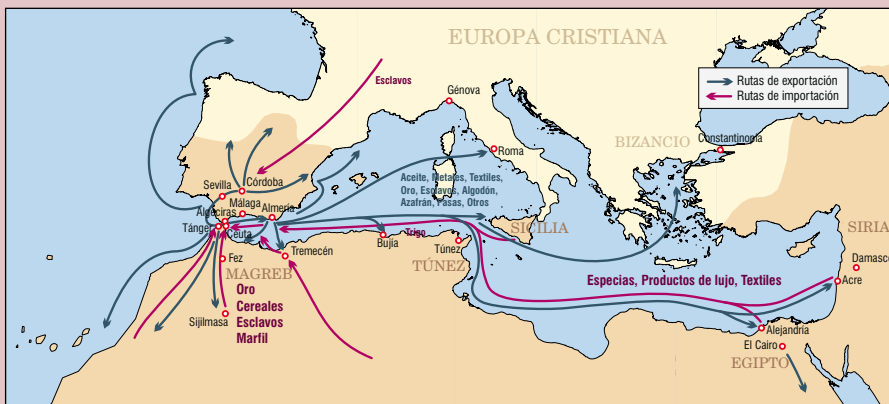 EUROPA CRISTIANA
Rutas de exportación
Rutas de importación
Esclavos
Génova
BIZANCIO
Constantinopla
Roma
Aceite, Metales, Textiles,
Oro, Esclavos, Algodón,
Azafrán, Pasas, Otros
Córdoba
Sevilla
Málaga
Almería
Algeciras
Tánger
Ceuta
SICILIA
SIRIA
Trigo
Bujía
Túnez
TÚNEZ
Tremecén
Fez
MAGREB
Damasco
Acre
Especias, Productos de lujo, Textiles
Oro
Cereales
Esclavos
Marfil
Sijilmasa
Alejandría
El Cairo
EGIPTO